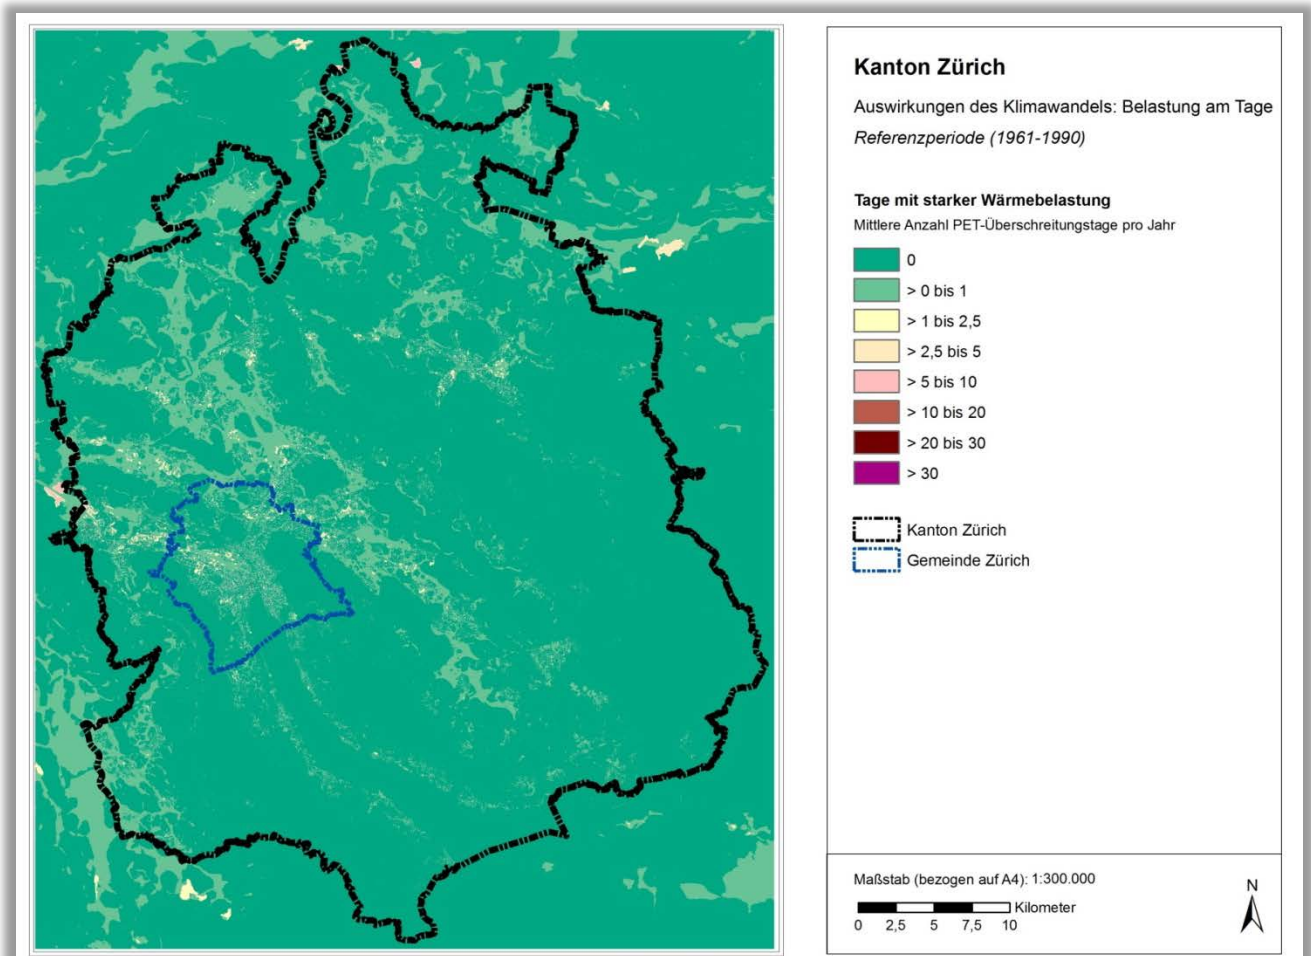 Kanton Zürich
Auswirkungen des Klimawandels: Belastung am Tage
Referenzperiode (1961-1990)
Tage mit starker Wärmebelastung
Mittlere Anzahl PET-Überschreitungstage pro Jahr
0
> 0 bis 1
> 1 bis 2,5
> 2,5 bis 5
> 5 bis 10
> 10 bis 20
> 20 bis 30
> 30
Kanton Zürich
Gemeinde Zürich
Maßstab (bezogen auf A4): 1:300.000
Kilometer
0 2,5 5 7,5 10
N